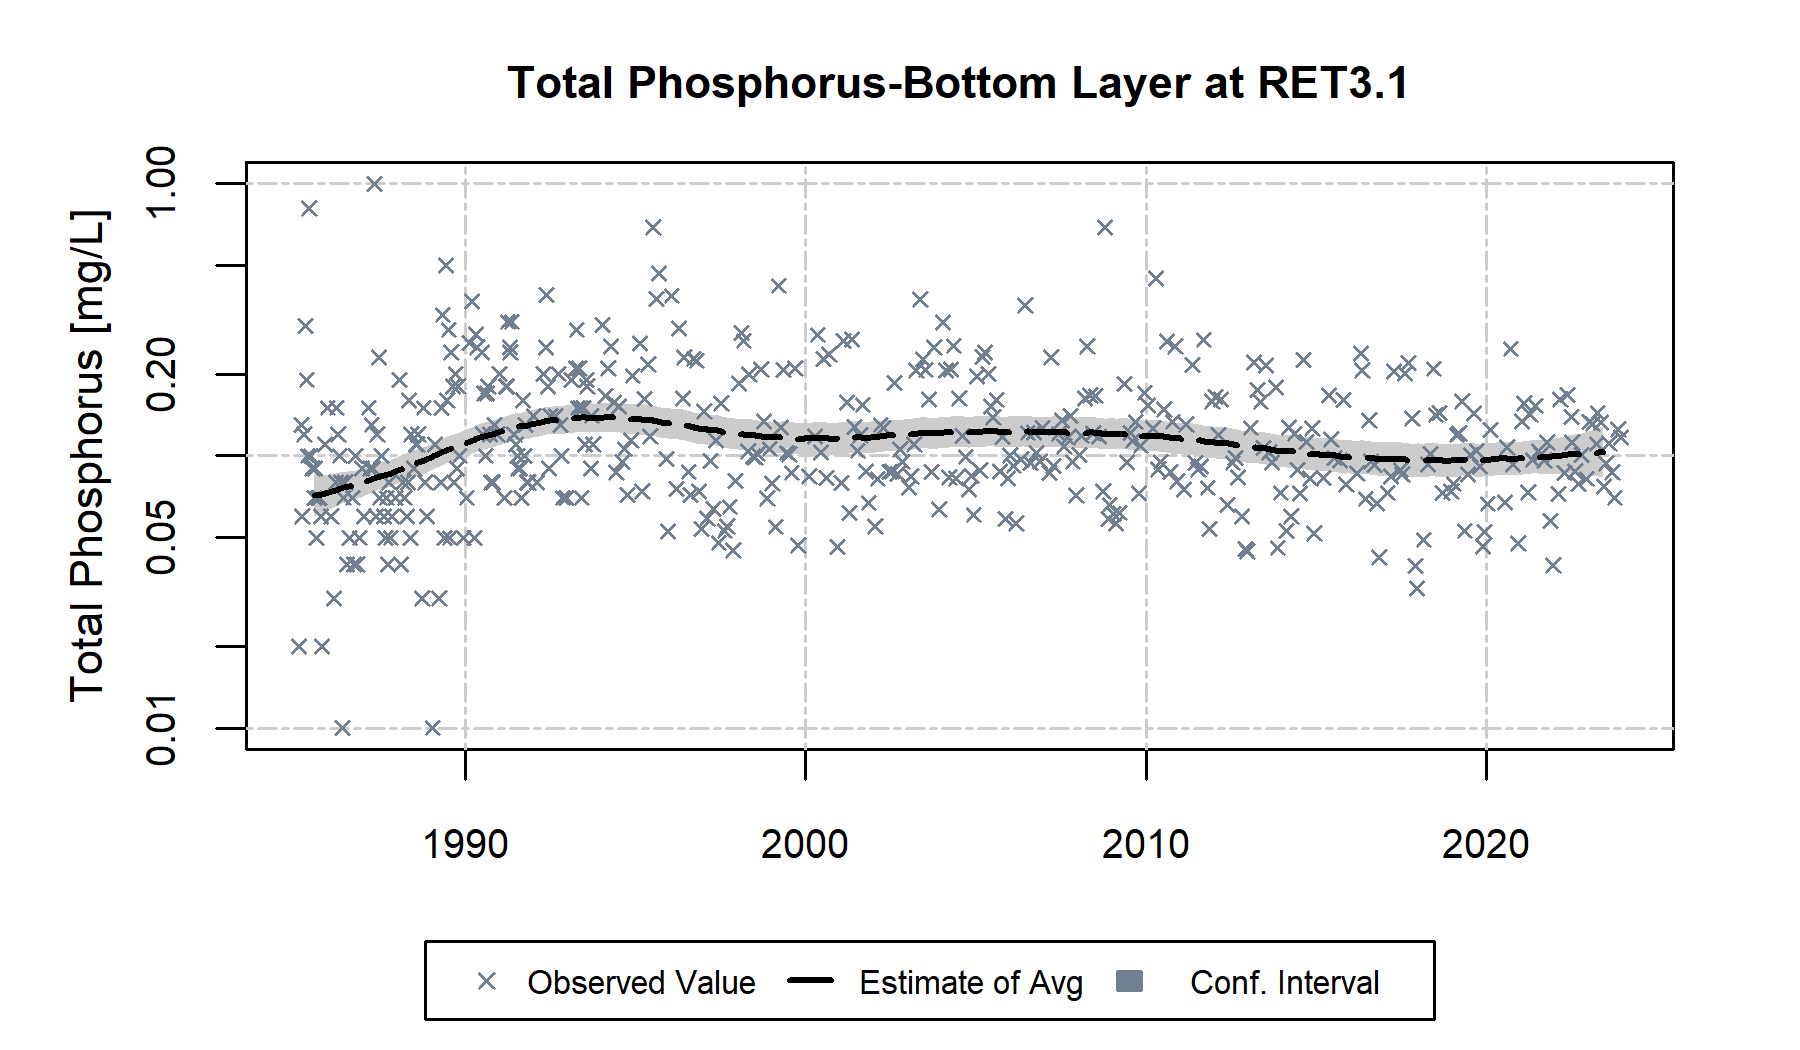 Total Phosphorus-Bottom Layer at RET3.1
Total Phosphorus [mg/L]
1.00
0.20
0.05
0.01
1990 2000 2010 2020
Observed Value Estimate of Avg Conf. Interval